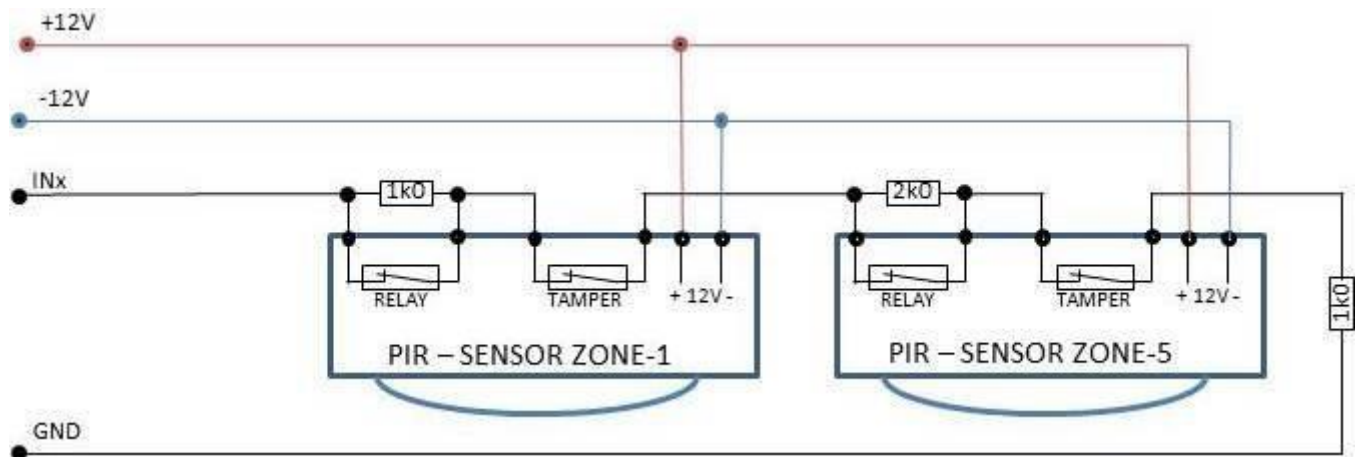 +12V
-12V
INx
1k0
2k0
RELAY
TAMPER
+ 12V -
RELAY
TAMPER
+ 12V -
1k0
PIR – SENSOR ZONE-1
PIR – SENSOR ZONE-5
GND